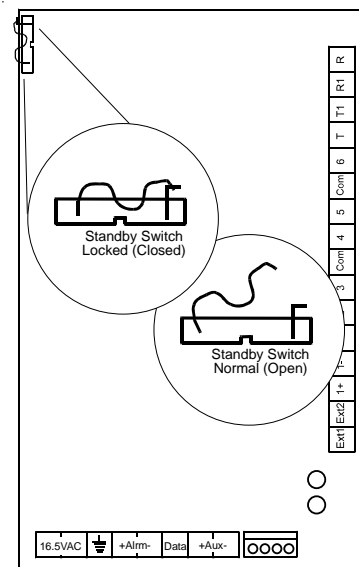 R
R1
T1
T
6
Com
5
4
Com
3
1-
1+
Ext2
Ext1
Standby Switch
Locked (Closed)
Standby Switch
Normal (Open)
16.5VAC +Alrm- Data +Aux-